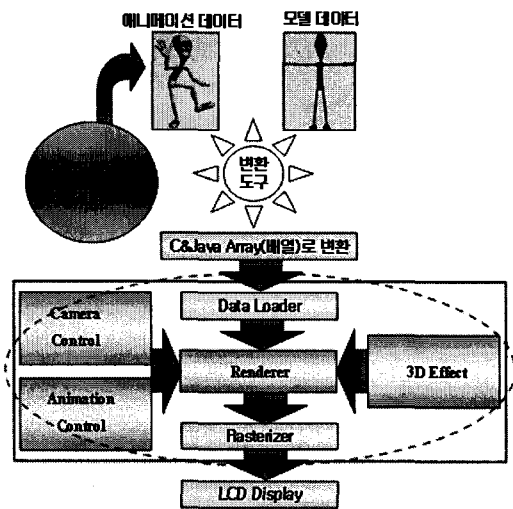 애니메이션 데이터
모델 데이터
변환
도구
C&Java Array(배열)로 변환
Data Loader
Camera
Control
Renderer
3D Effect
Animation
Control
Rasterizer
LCD Display